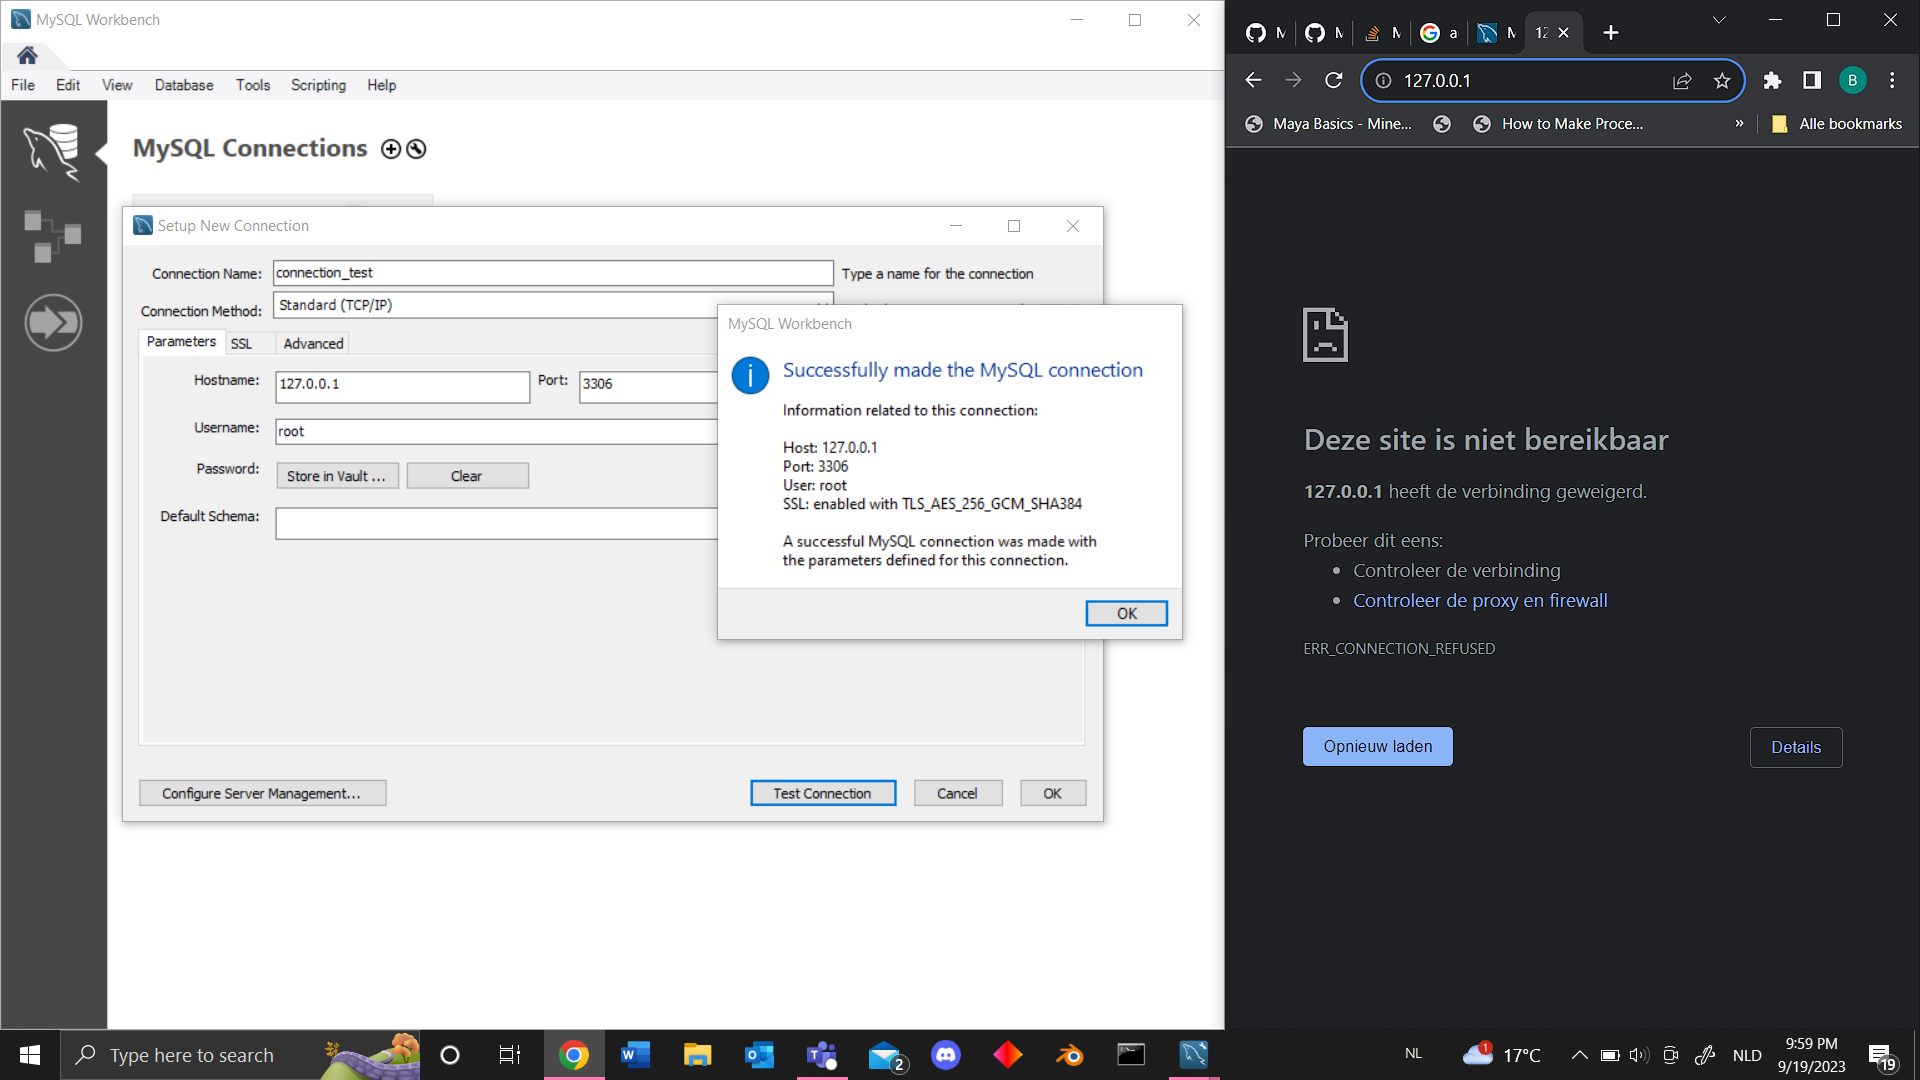 MySQL Workbench
File Edit View Database Tools Scripting Help
MySQL Connections
Setup New Connection
Connection Name: connection_test Type a name for the connection
Connection Method: Standard (TCP/IP)
Parameters SSL Advanced
Hostname: 127.0.0.1 Port: 3306
Username: root
Password: Store in Vault ... Clear
Default Schema:
Configure Server Management... Test Connection Cancel OK
MySQL Workbench
Successfully made the MySQL connection
Information related to this connection:
Host: 127.0.0.1
Port: 3306
User: root
SSL: enabled with TLS_AES_256_GCM_SHA384
A successful MySQL connection was made with
the parameters defined for this connection.
OK
a 12
127.0.0.1 B
Maya Basics - Mine... How to Make Proce... » Alle bookmarks
Deze site is niet bereikbaar
127.0.0.1 heeft de verbinding geweigerd.
Probeer dit eens:
Controleer de verbinding
Controleer de proxy en firewall
ERR_CONNECTION_REFUSED
Opnieuw laden Details
Type here to search 2 NL 1 17°C NLD 9:59 PM
9/19/2023 19